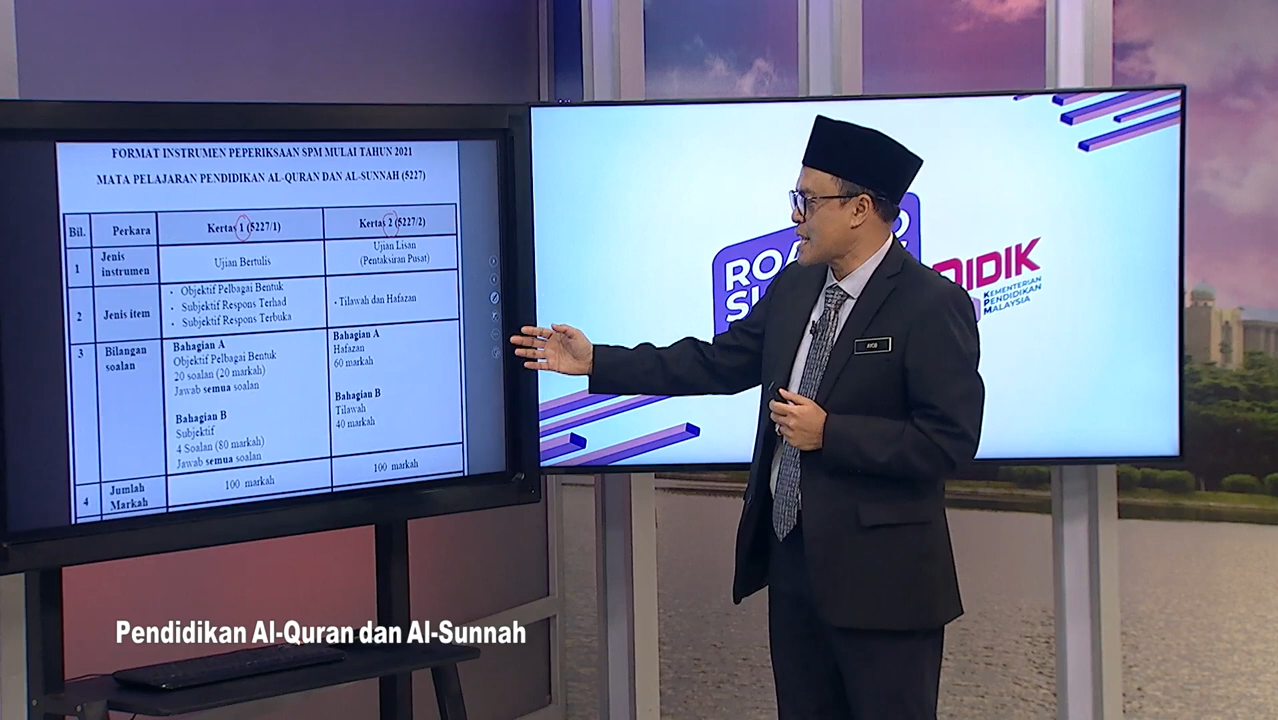 FORMAT INSTRUMEN PEPERIKSAAN SPM MULAI TAHUN 2021
MATA PELAJARAN PENDIDIKAN AL-QURAN DAN AL-SUNNAH (5227)
Bil. Perkara Kertas 1 (5227/1) Kertas 2 (5227/2)
1 Jenis instrumen Ujian Bertulis Ujian Lisan (Pentaksiran Pusat)
2 Jenis item
• Objektif Pelbagai Bentuk
• Subjektif Respons Terhad
• Subjektif Respons Terbuka
• Tilawah dan Hafazan
3 Bilangan soalan
Bahagian A
Objektif Pelbagai Bentuk
20 soalan (20 markah)
Jawab semua soalan
Bahagian B
Subjektif
4 Soalan (80 markah)
Jawab semua soalan
Bahagian A
Hafazan
60 markah
Bahagian B
Tilawah
40 markah
4 Jumlah Markah 100 markah 100 markah
DIDIK
KEMENTERIAN
PENDIDIKAN
MALAYSIA
AYOB
Pendidikan Al-Quran dan Al-Sunnah